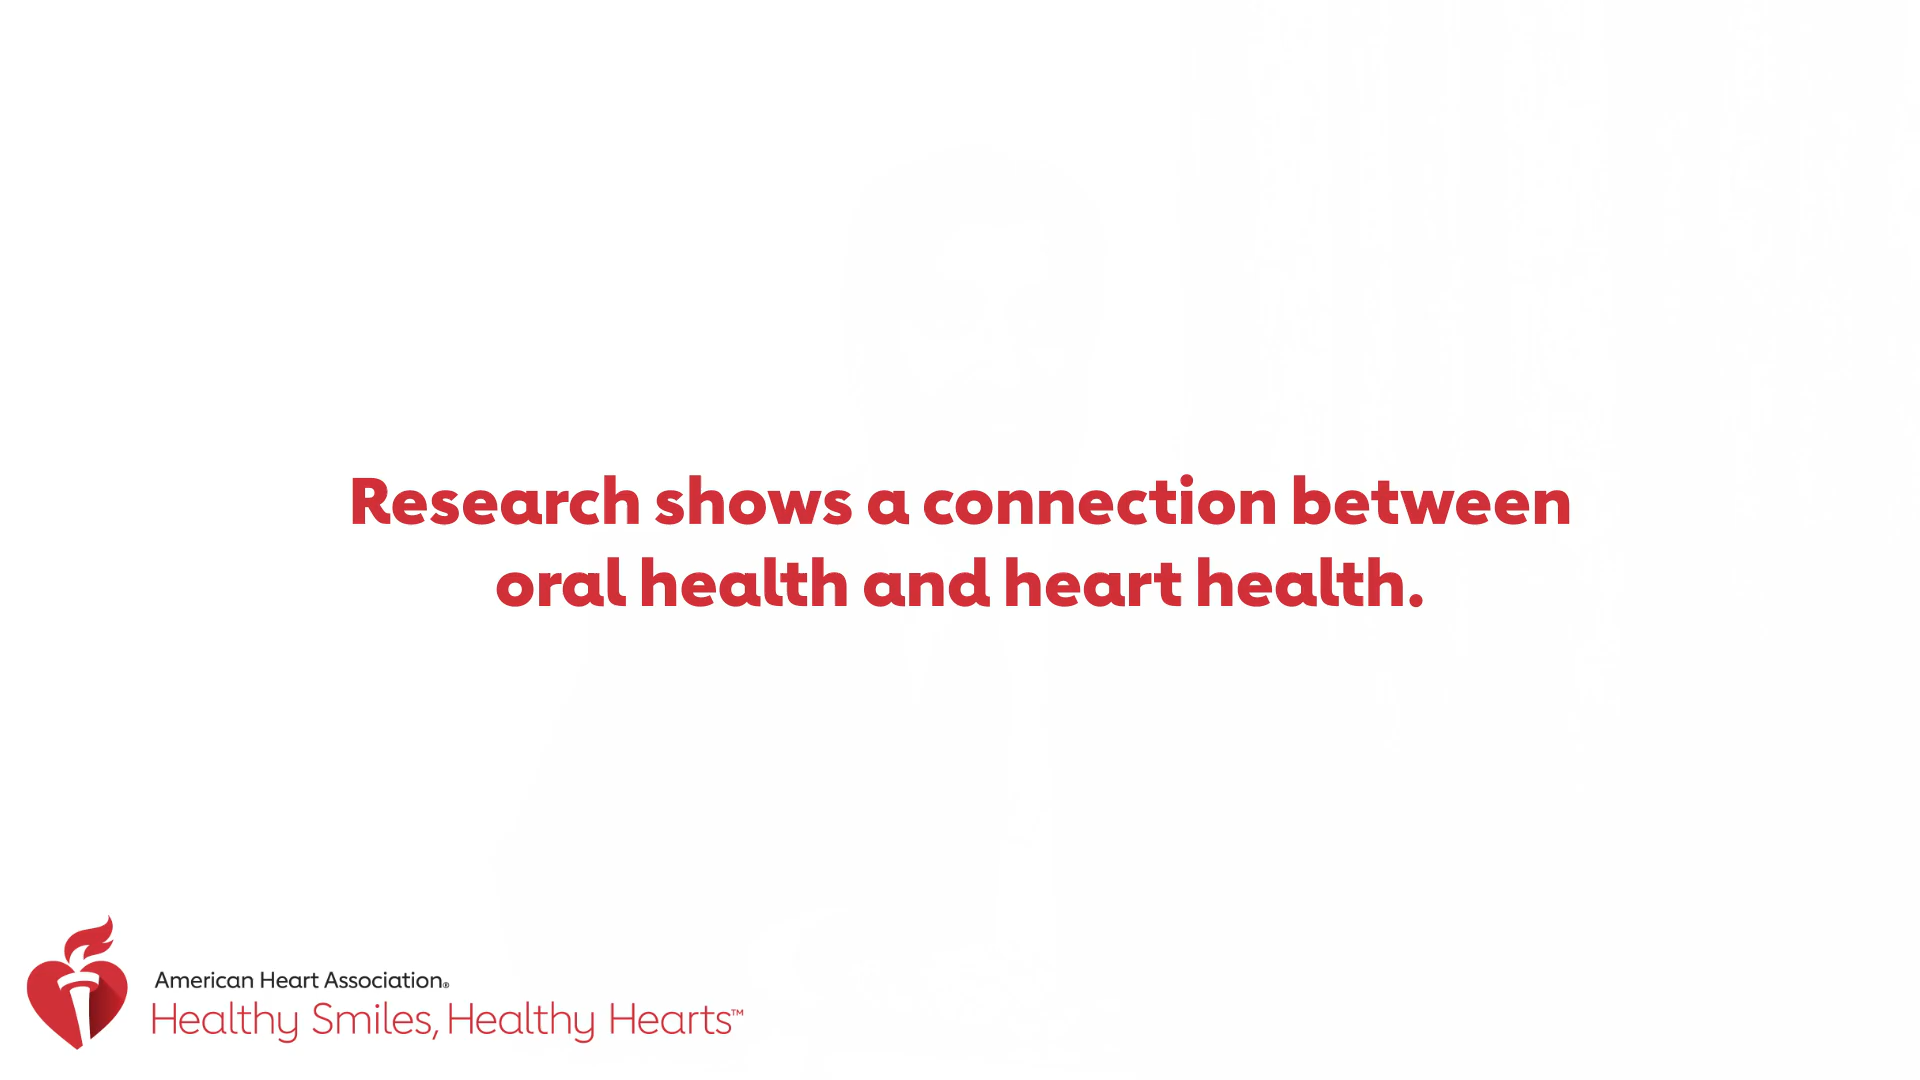 Research shows a connection between
oral health and heart health.
American Heart Association®
Healthy Smiles, Healthy Hearts™